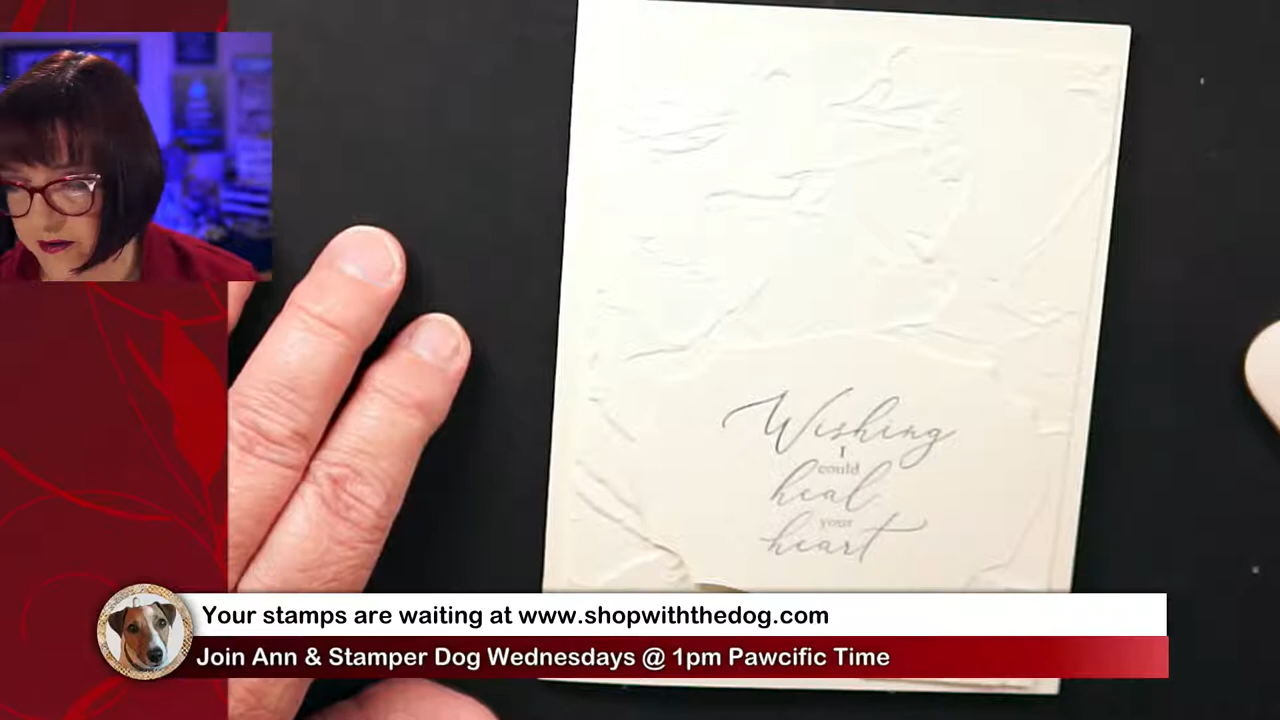 Wishing
I
could
heal
your
heart
Your stamps are waiting at www.shopwiththedog.com
Join Ann & Stamper Dog Wednesdays @ 1pm Pawcific Time